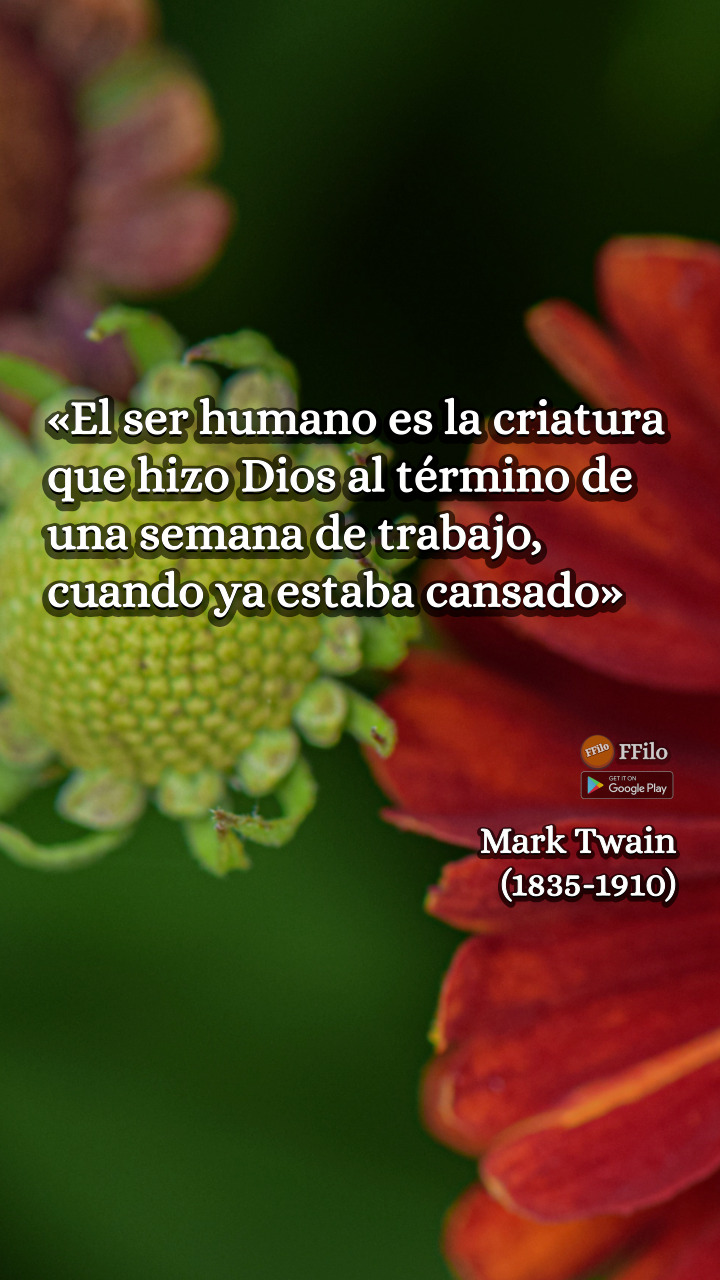 «El ser humano es la criatura
que hizo Dios al término de
una semana de trabajo,
cuando ya estaba cansado»
FFilo FFilo
GET IT ON
Google Play
Mark Twain
(1835-1910)